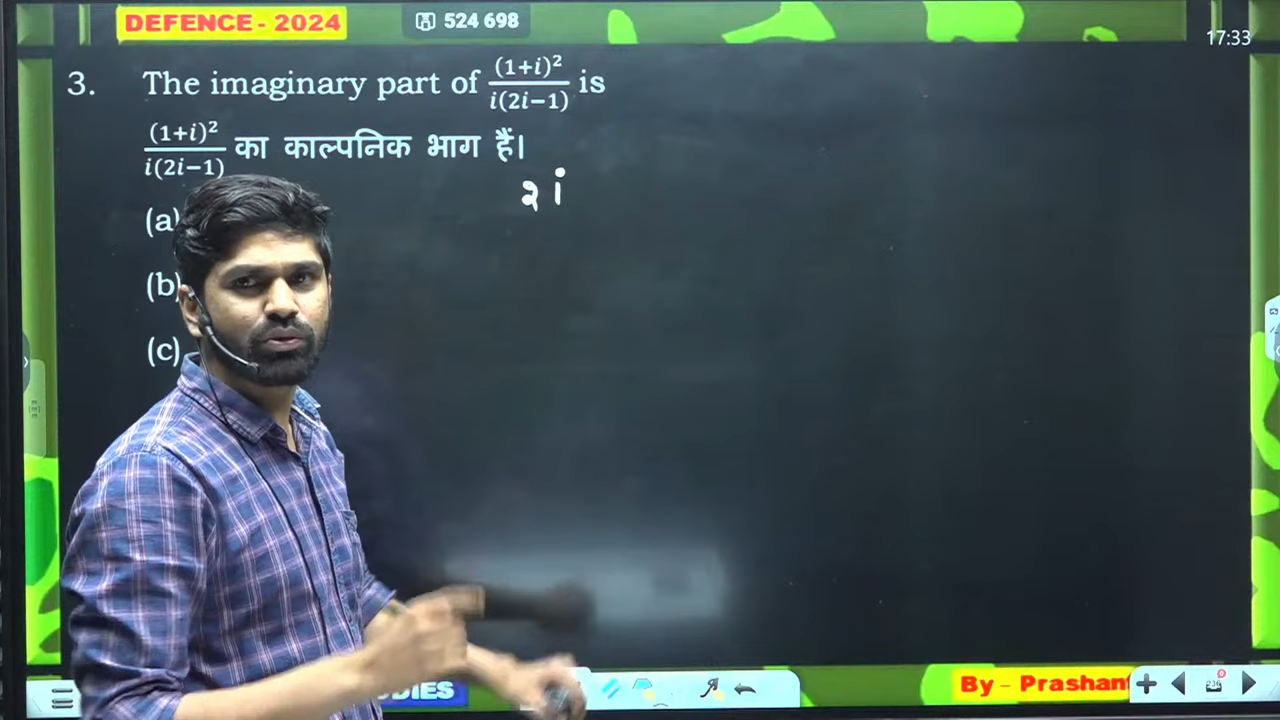 DEFENCE - 2024
524 698
17:33
3. The imaginary part of (1+i)²/i(2i−1) is
(1+i)²/i(2i−1) का काल्पनिक भाग हैं।
2 i
(a)
(b)
(c)
By - Prashant